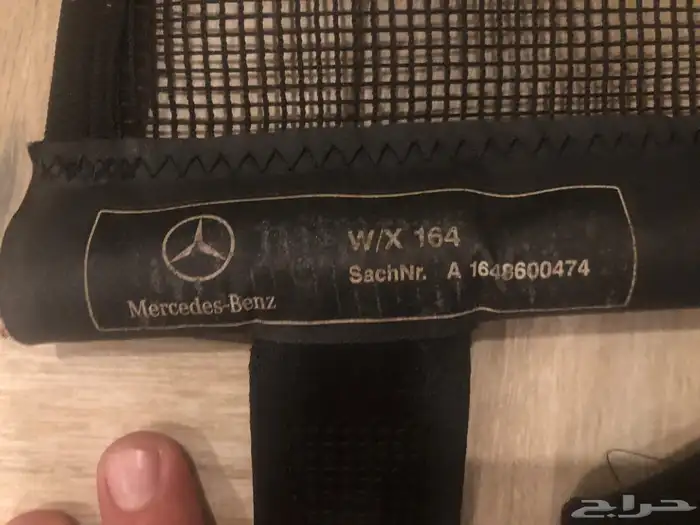 W/X 164
SachNr. A 1648600474
Mercedes-Benz
حراج